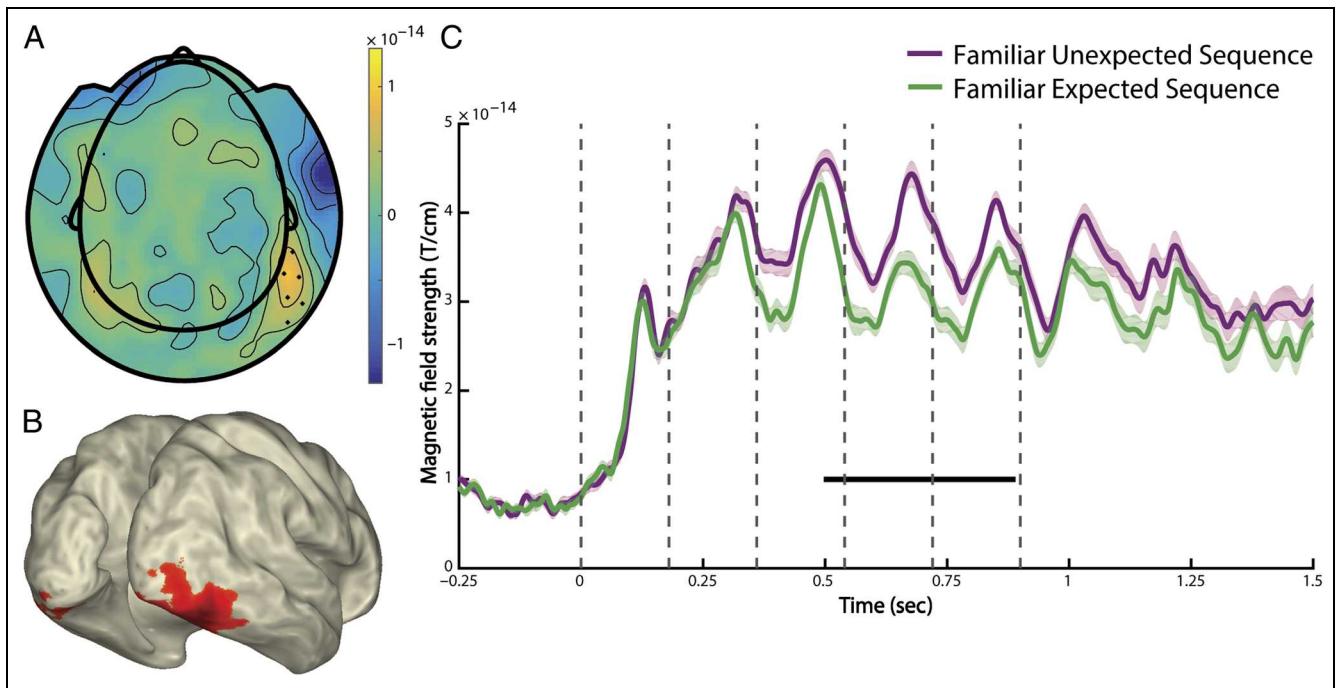 A
× 10⁻¹⁴
1
0
−1
B
C
Familiar Unexpected Sequence
Familiar Expected Sequence
5 ×10⁻¹⁴
4
3
2
1
0
Magnetic field strength (T/cm)
−0.25
0
0.25
0.5
0.75
1
1.25
1.5
Time (sec)